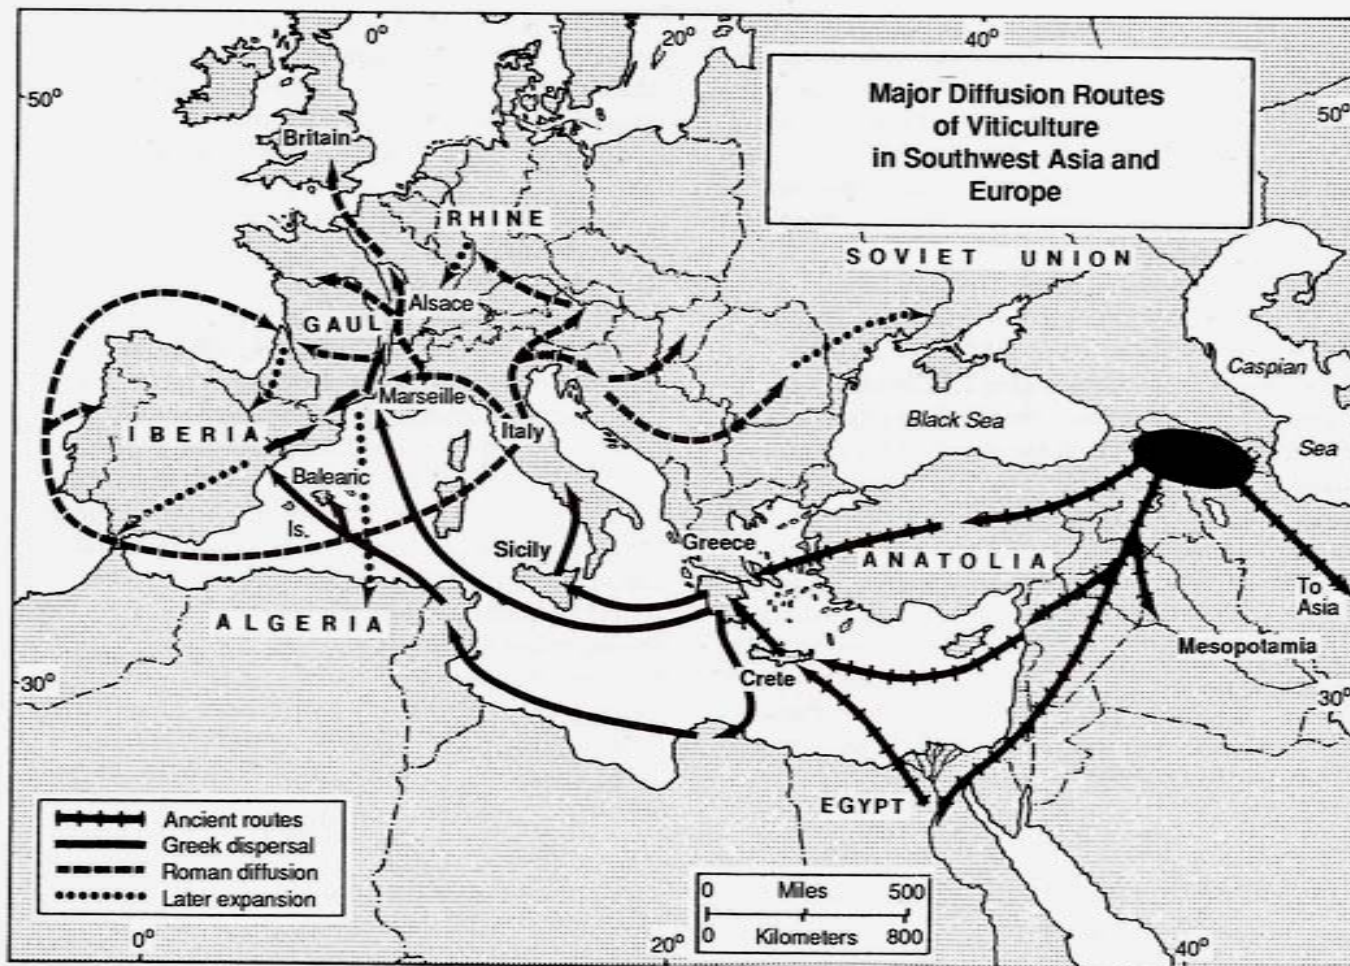 0°
20°
40°
50°
50°
Major Diffusion Routes
of Viticulture
in Southwest Asia and
Europe
Britain
RHINE
SOVIET UNION
Alsace
GAUL
Caspian
Sea
Marseille
Black Sea
IBERIA
Italy
Balearic
Is.
Sicily
Greece
ANATOLIA
To
Asia
ALGERIA
Mesopotamia
Crete
30°
30°
EGYPT
Ancient routes
Greek dispersal
Roman diffusion
Later expansion
0 Miles 500
0 Kilometers 800
0°
20°
40°